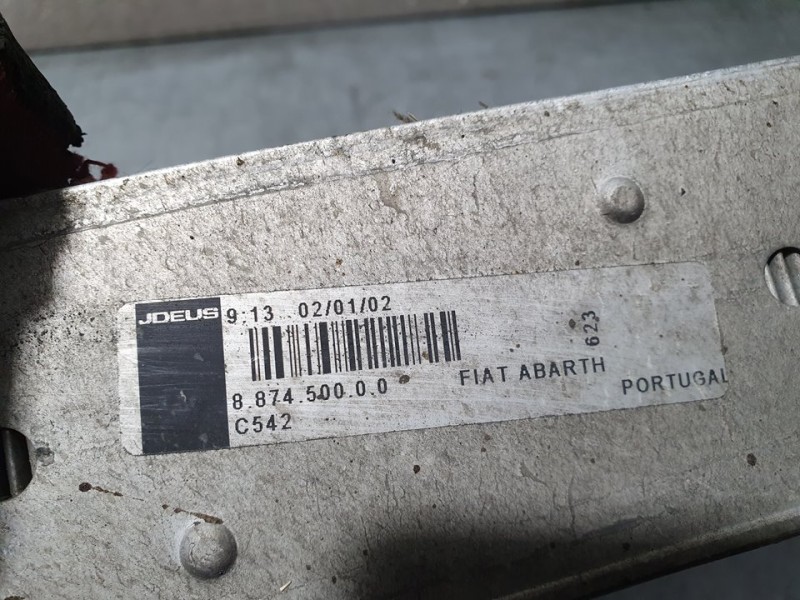 JDEUS 9:13 02/01/02
623
8.874.500.0.0 FIAT ABARTH PORTUGAL
C542